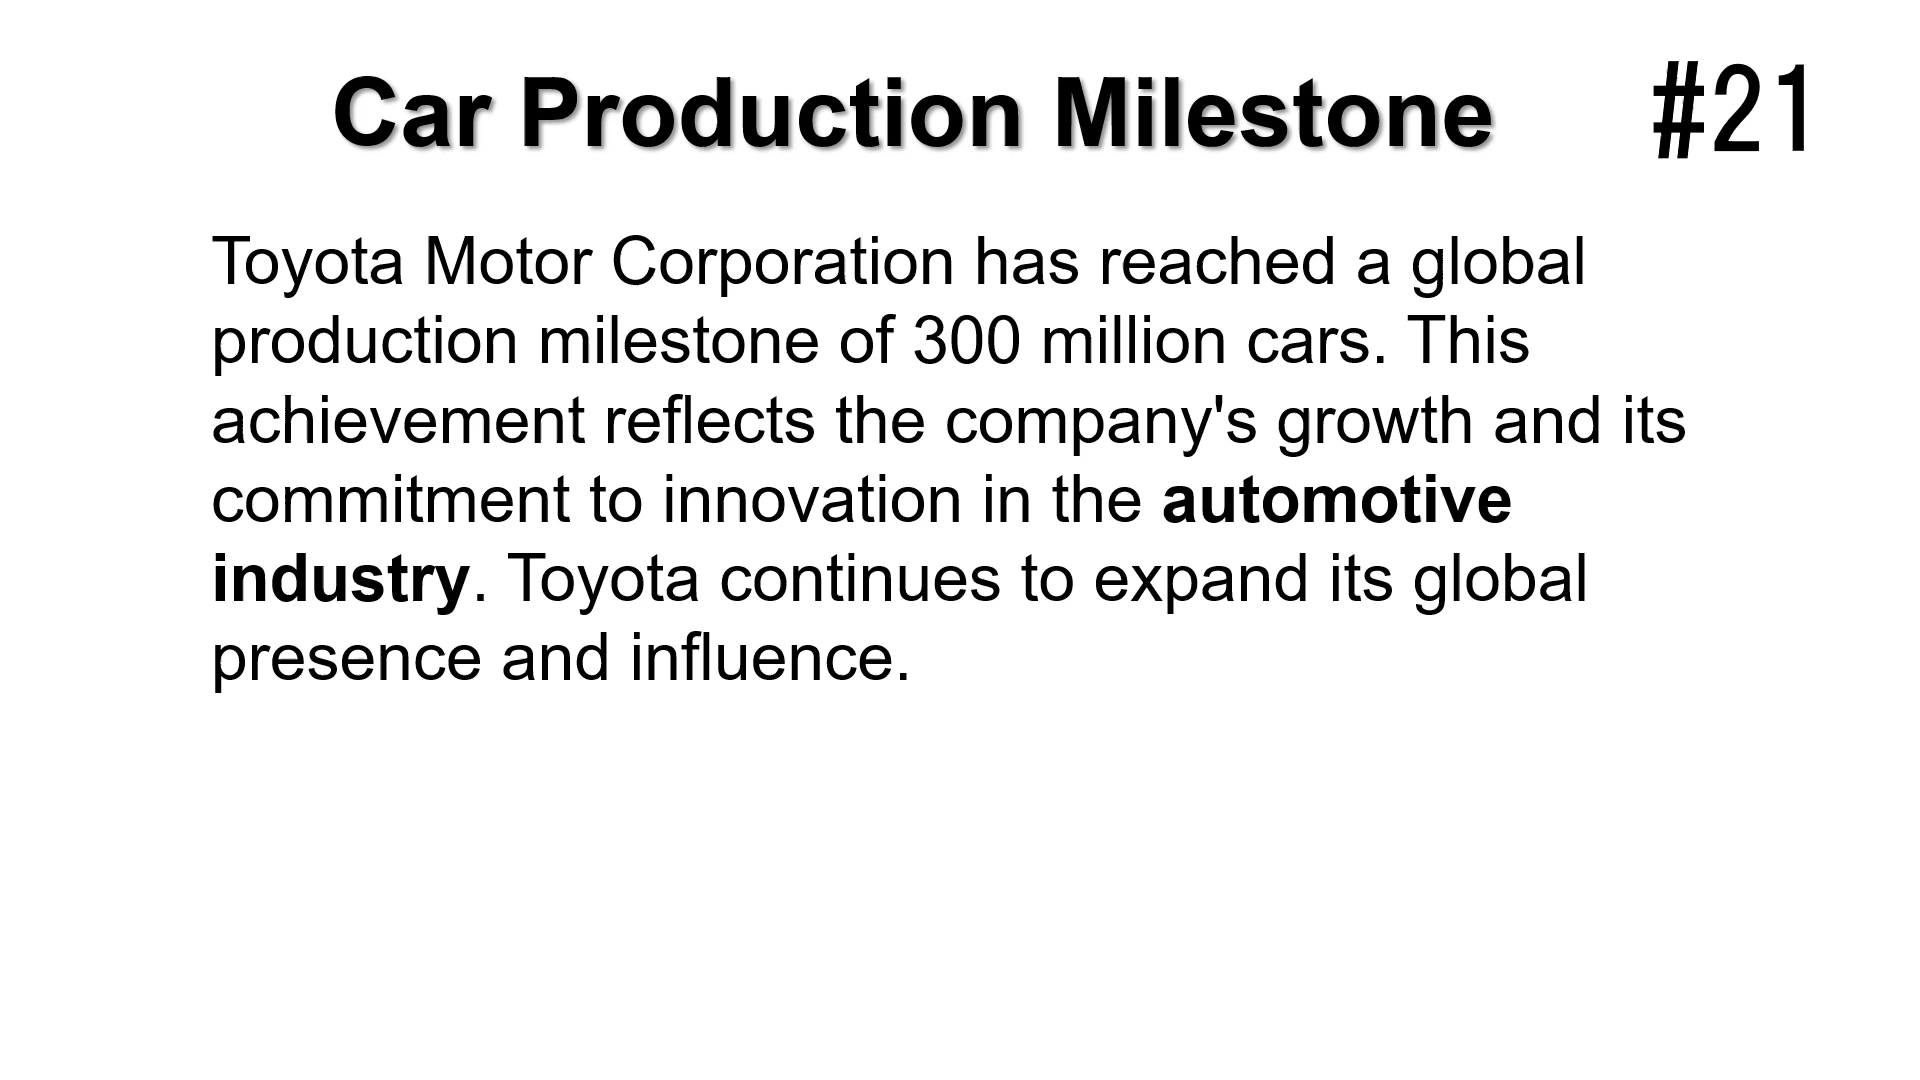 Car Production Milestone
#21
Toyota Motor Corporation has reached a global
production milestone of 300 million cars. This
achievement reflects the company's growth and its
commitment to innovation in the automotive
industry. Toyota continues to expand its global
presence and influence.